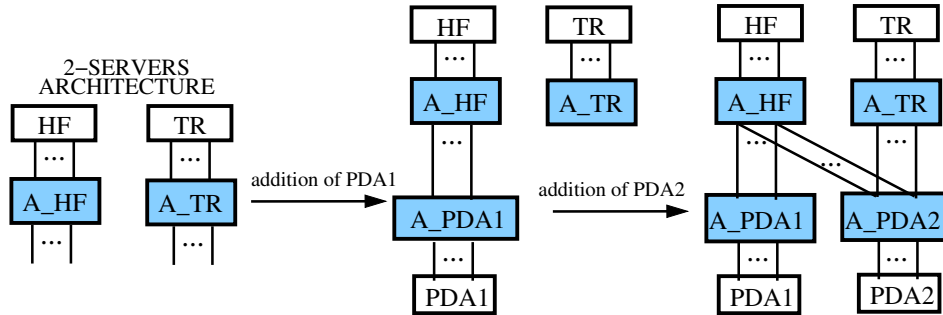 2-SERVERS
ARCHITECTURE
HF
TR
...
...
A_HF
A_TR
...
...
addition of PDA1
HF
TR
...
...
A_HF
A_TR
...
A_PDA1
...
PDA1
addition of PDA2
HF
TR
...
...
A_HF
A_TR
...
...
...
A_PDA1
A_PDA2
...
...
PDA1
PDA2